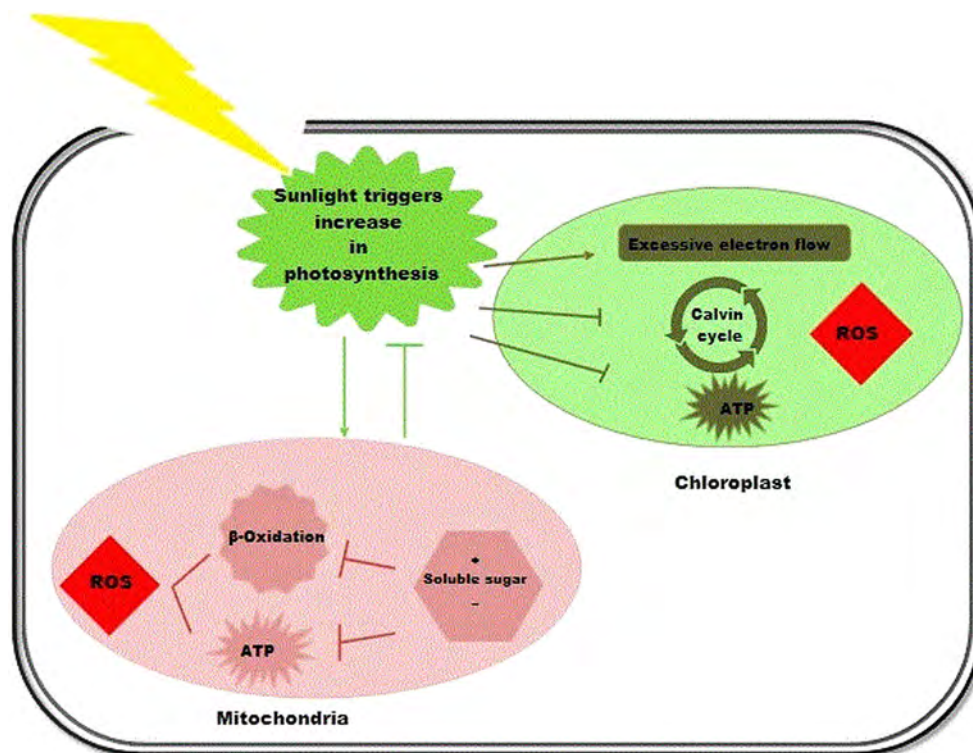 Sunlight triggers
increase
in
photosynthesis
Excessive electron flow
Calvin
cycle
ROS
ATP
Chloroplast
β-Oxidation
ROS
+
Soluble sugar
–
ATP
Mitochondria